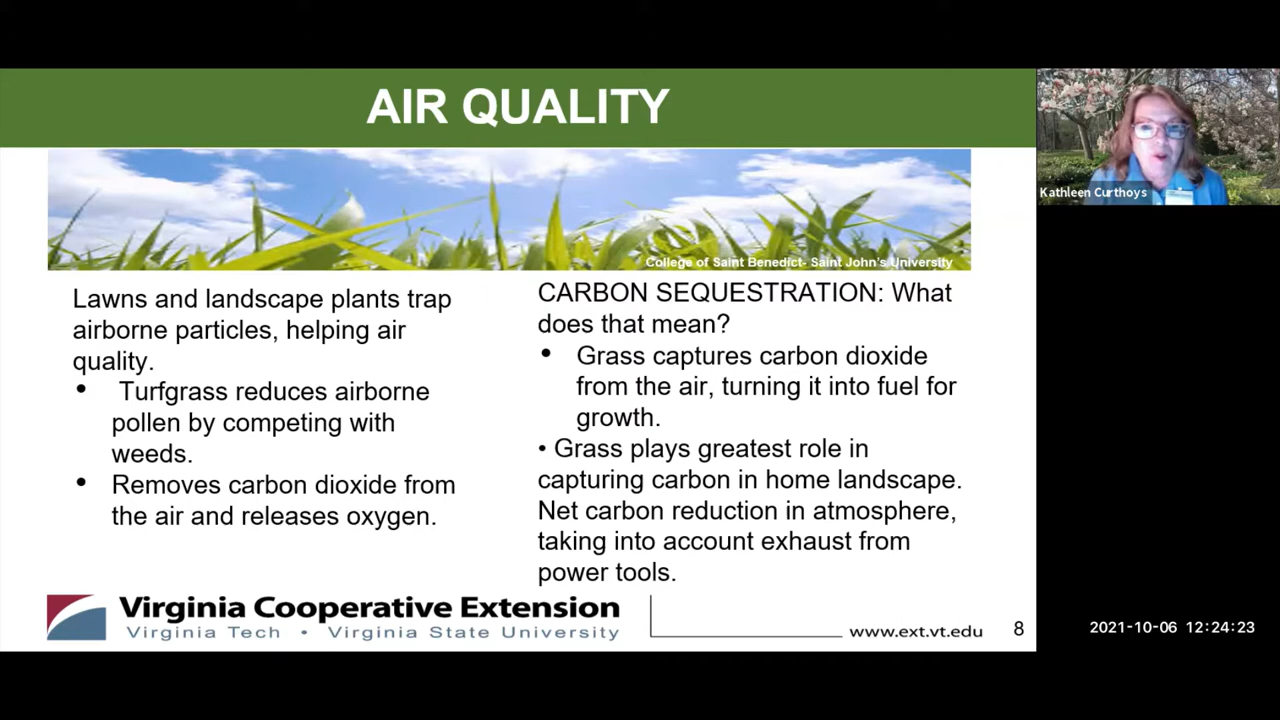 AIR QUALITY
Kathleen Curthoys
College of Saint Benedict- Saint John's University
Lawns and landscape plants trap
airborne particles, helping air
quality.
• Turfgrass reduces airborne
pollen by competing with
weeds.
• Removes carbon dioxide from
the air and releases oxygen.
CARBON SEQUESTRATION: What
does that mean?
• Grass captures carbon dioxide
from the air, turning it into fuel for
growth.
• Grass plays greatest role in
capturing carbon in home landscape.
Net carbon reduction in atmosphere,
taking into account exhaust from
power tools.
Virginia Cooperative Extension
Virginia Tech • Virginia State University
www.ext.vt.edu
8
2021-10-06 12:24:23